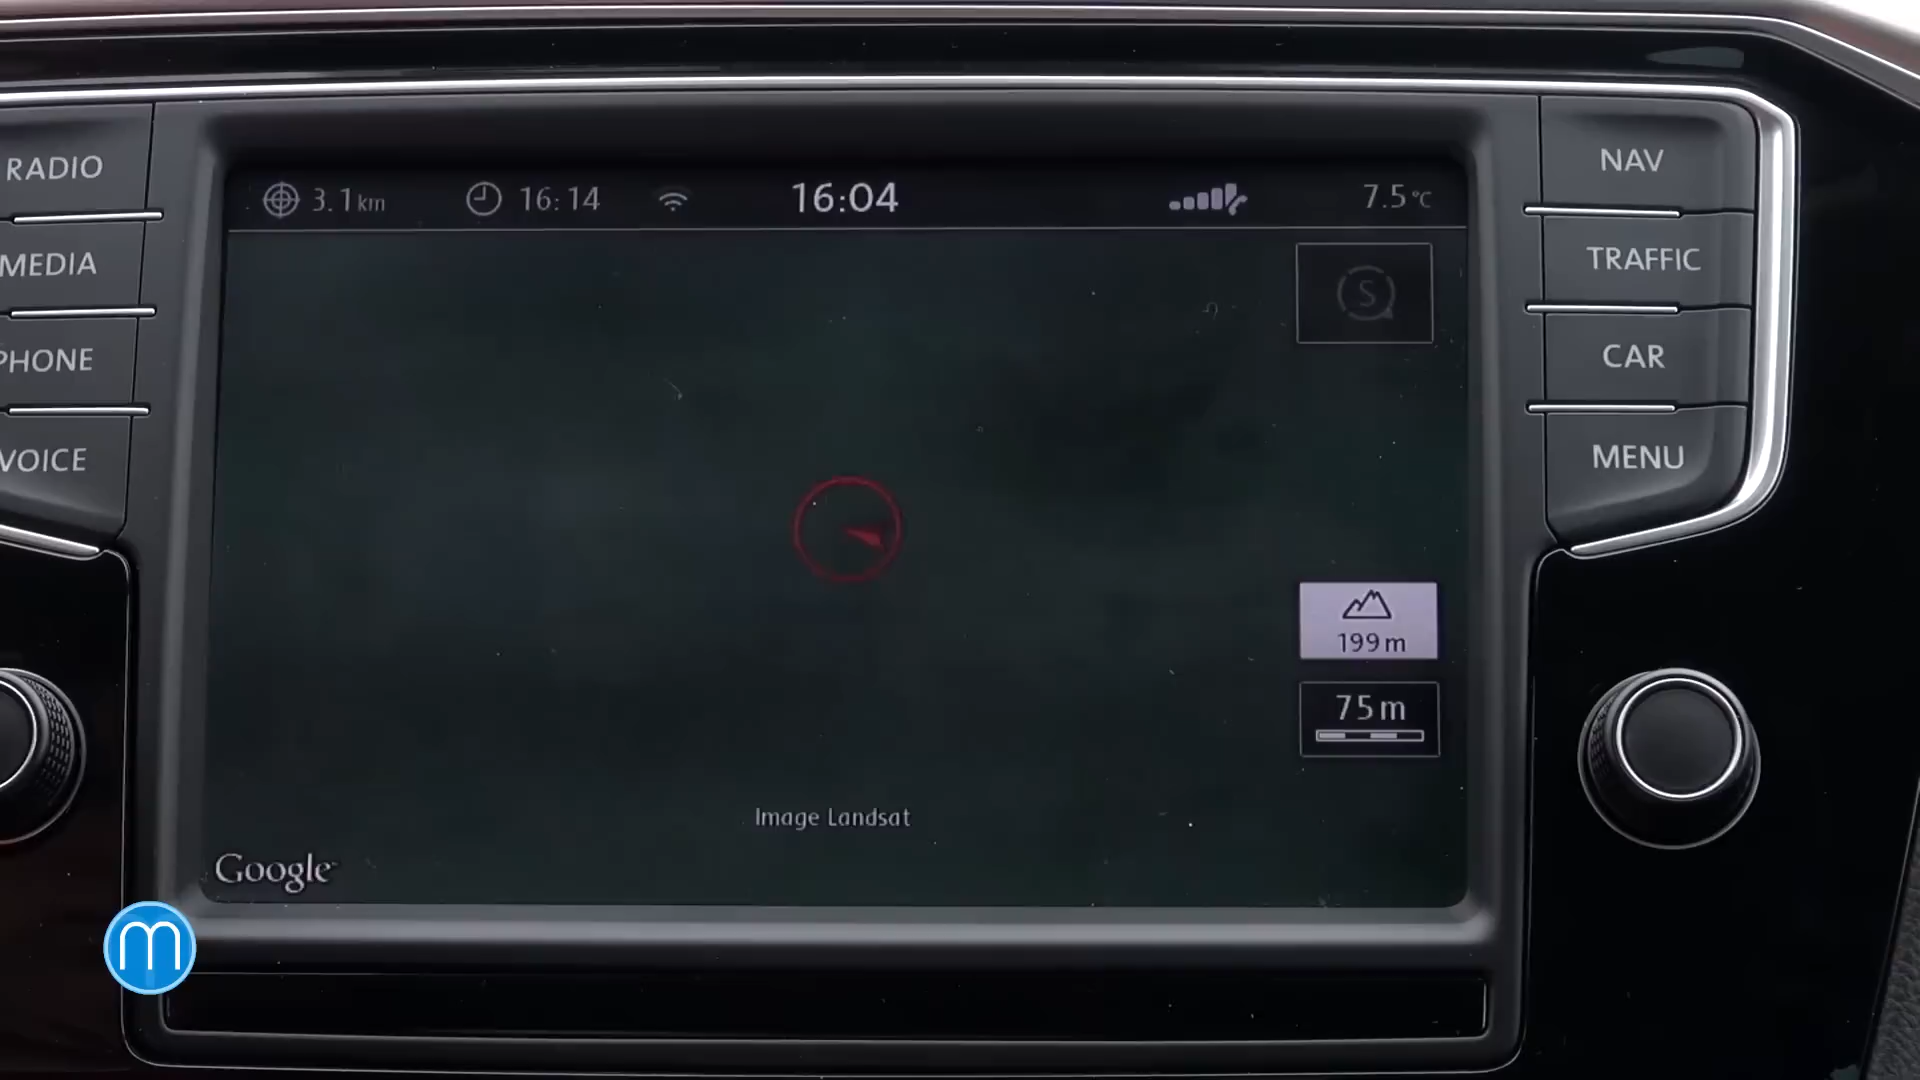 RADIO
MEDIA
PHONE
VOICE
3.1 km
16:14
16:04
7.5 °C
S
199 m
75 m
Image Landsat
Google
NAV
TRAFFIC
CAR
MENU
m